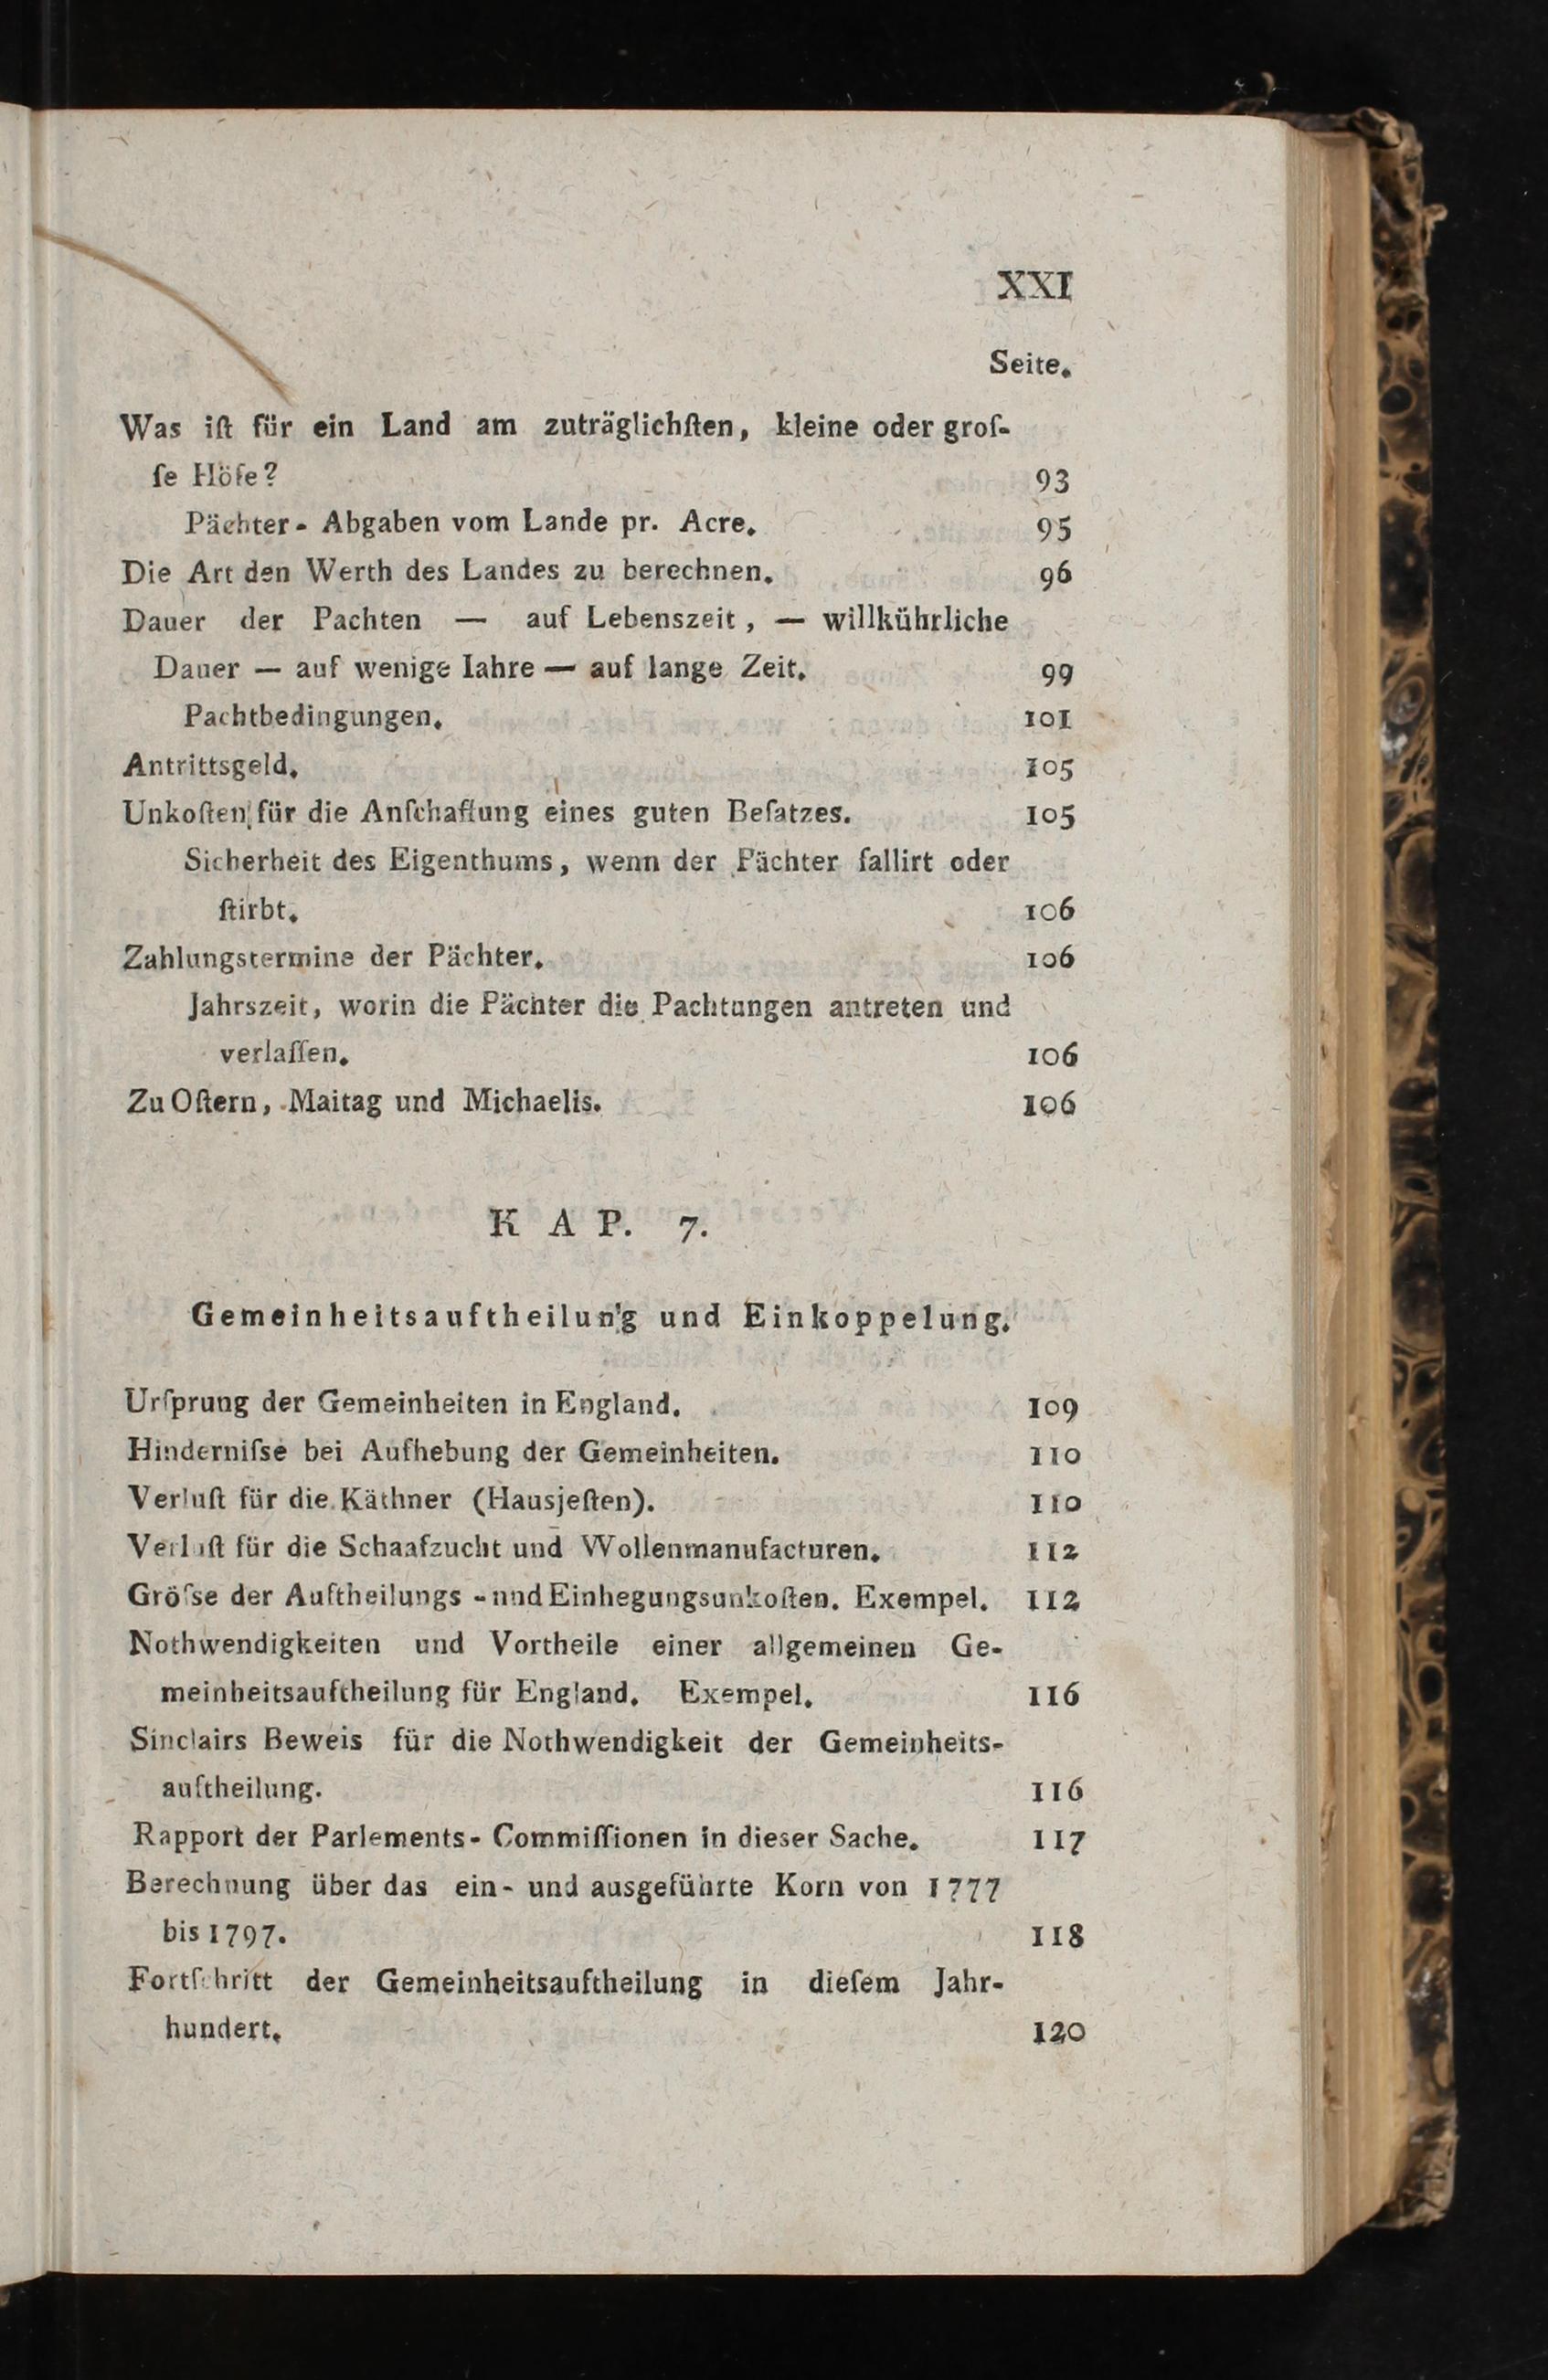 XXI
Seite.
Was iſt für ein Land am zuträglichſten, kleine oder groſ-
ſe Höfe? 93
Pächter- Abgaben vom Lande pr. Acre. 95
Die Art den Werth des Landes zu berechnen. 96
Dauer der Pachten — auf Lebenszeit, — willkührliche
Dauer — auf wenige Iahre — auf lange Zeit. 99
Pachtbedingungen. 101
Antrittsgeld. 105
Unkoſten für die Anſchaffung eines guten Beſatzes. 105
Sicherheit des Eigenthums, wenn der Pächter fallirt oder
ſtirbt. 106
Zahlungstermine der Pächter. 106
Jahrszeit, worin die Pächter die Pachtungen antreten und
verlaſſen. 106
Zu Oſtern, Maitag und Michaelis. 106
KAP. 7.
Gemeinheitsauftheilung und Einkoppelung.
Urſprung der Gemeinheiten in England. 109
Hinderniſse bei Aufhebung der Gemeinheiten. 110
Verluſt für die Käthner (Hausjeſten). 110
Verluſt für die Schaafzucht und Wollenmanufacturen. 112
Gröſse der Auftheilungs - nnd Einhegungsunkoſten. Exempel. 112
Nothwendigkeiten und Vortheile einer allgemeinen Ge-
meinheitsauftheilung für England. Exempel. 116
Sinclairs Beweis für die Nothwendigkeit der Gemeinheits-
auftheilung. 116
Rapport der Parlements- Commiſſionen in dieser Sache. 117
Berechnung über das ein- und ausgeführte Korn von 1777
bis 1797. 118
Fortſchritt der Gemeinheitsauftheilung in dieſem Jahr-
hundert. 120